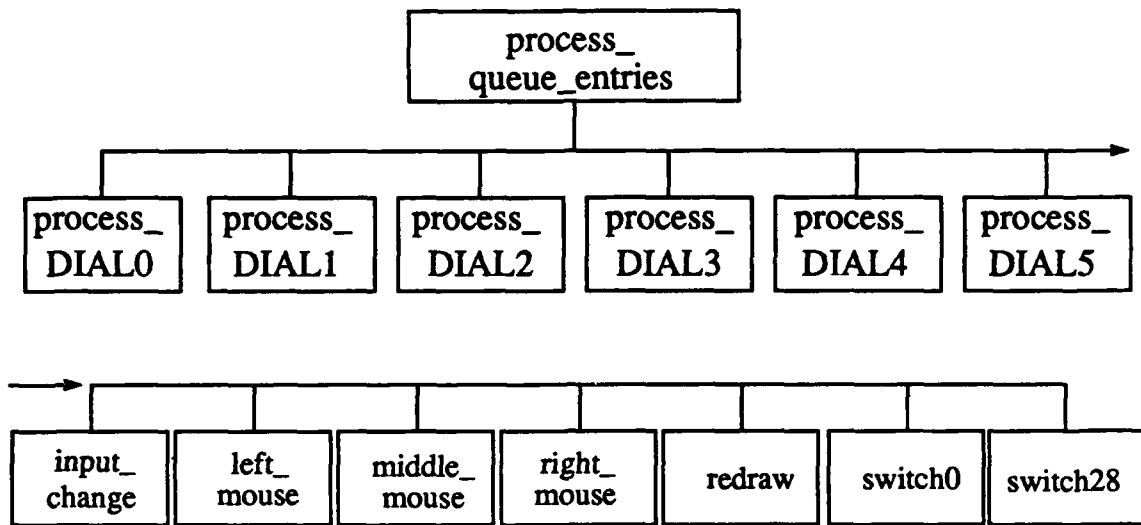 process_
queue_entries
process_
DIAL0
process_
DIAL1
process_
DIAL2
process_
DIAL3
process_
DIAL4
process_
DIAL5
input_
change
left_
mouse
middle_
mouse
right_
mouse
redraw
switch0
switch28